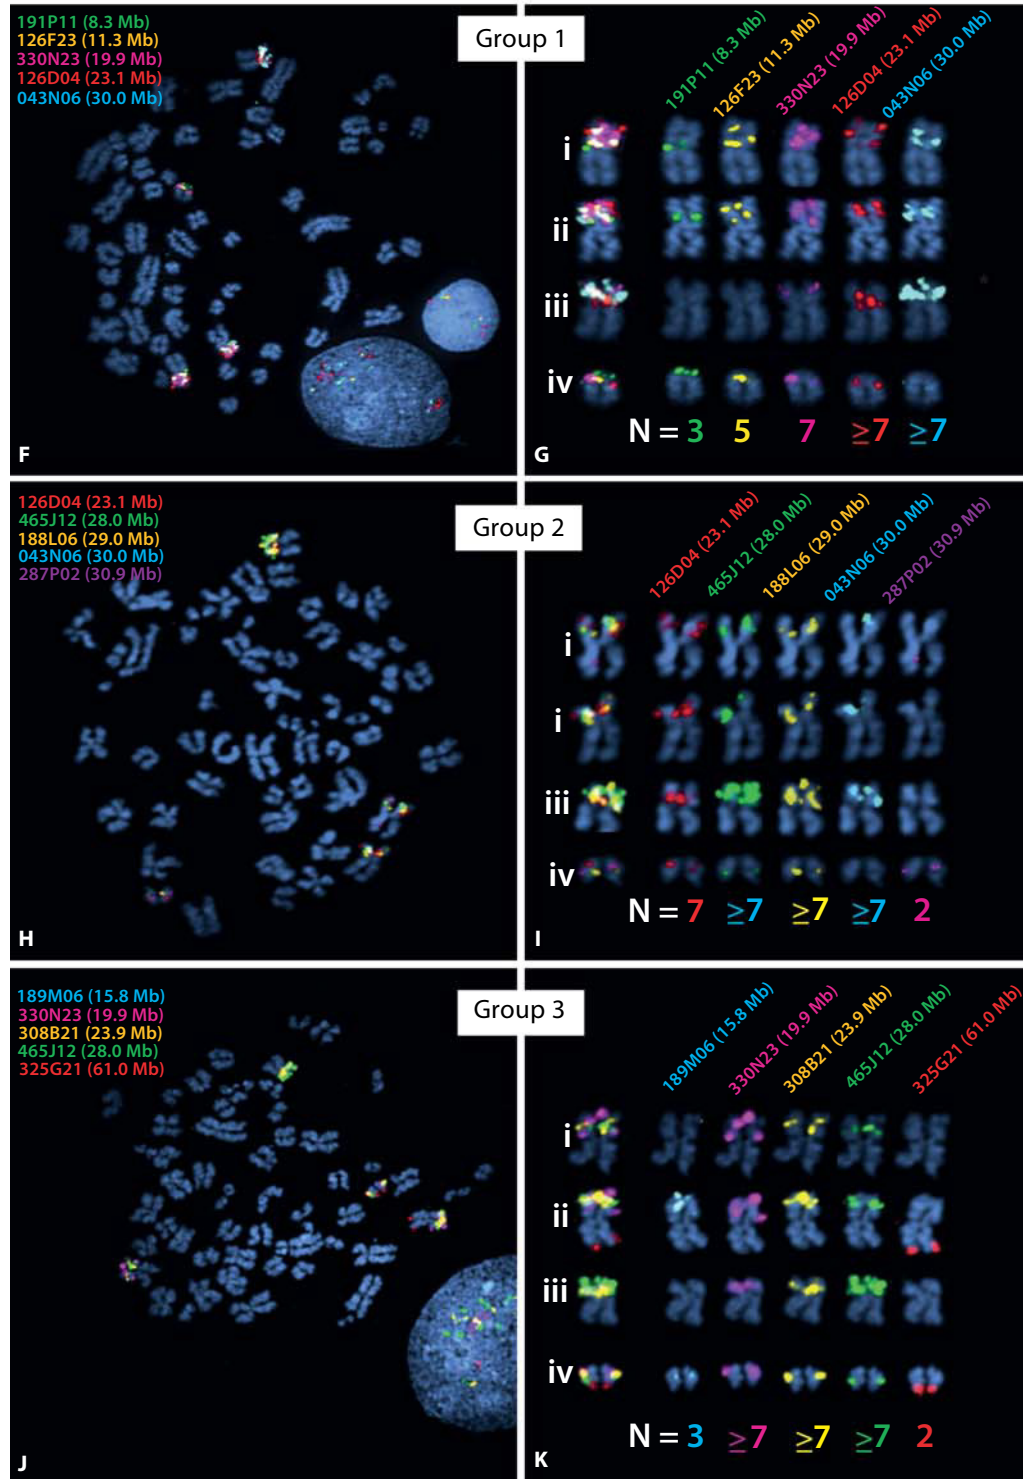 191P11 (8.3 Mb)
126F23 (11.3 Mb)
330N23 (19.9 Mb)
126D04 (23.1 Mb)
043N06 (30.0 Mb)
Group 1
191P11 (8.3 Mb)
126F23 (11.3 Mb)
330N23 (19.9 Mb)
126D04 (23.1 Mb)
043N06 (30.0 Mb)
i
ii
iii
iv
N = 3 5 7 ≥7 ≥7
F
G
126D04 (23.1 Mb)
465J12 (28.0 Mb)
188L06 (29.0 Mb)
043N06 (30.0 Mb)
287P02 (30.9 Mb)
Group 2
126D04 (23.1 Mb)
465J12 (28.0 Mb)
188L06 (29.0 Mb)
043N06 (30.0 Mb)
287P02 (30.9 Mb)
i
i
iii
iv
N = 7 ≥7 ≥7 ≥7 2
H
I
189M06 (15.8 Mb)
330N23 (19.9 Mb)
308B21 (23.9 Mb)
465J12 (28.0 Mb)
325G21 (61.0 Mb)
Group 3
189M06 (15.8 Mb)
330N23 (19.9 Mb)
308B21 (23.9 Mb)
465J12 (28.0 Mb)
325G21 (61.0 Mb)
i
ii
iii
iv
N = 3 ≥7 ≥7 ≥7 2
J
K